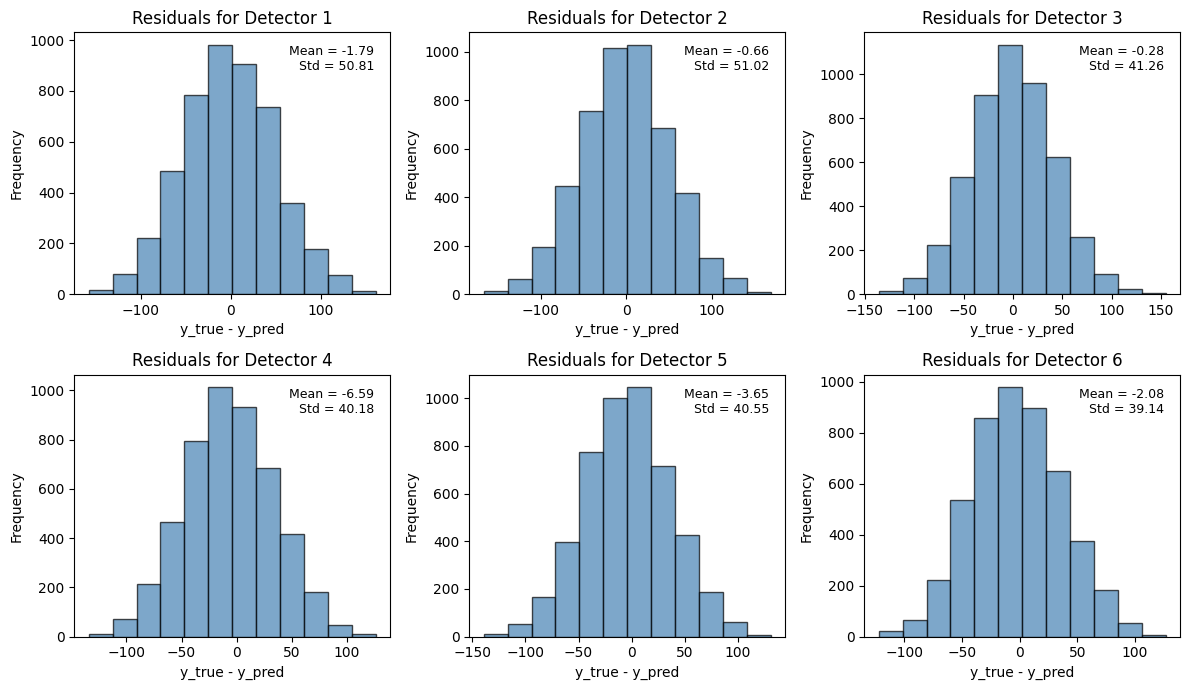 Residuals for Detector 1
Mean = -1.79
Std = 50.81
1000
800
600
400
200
0
Frequency
−100
0
100
y_true - y_pred
Residuals for Detector 2
Mean = -0.66
Std = 51.02
1000
800
600
400
200
0
Frequency
−100
0
100
y_true - y_pred
Residuals for Detector 3
Mean = -0.28
Std = 41.26
1000
800
600
400
200
0
Frequency
−150
−100
−50
0
50
100
150
y_true - y_pred
Residuals for Detector 4
Mean = -6.59
Std = 40.18
1000
800
600
400
200
0
Frequency
−100
−50
0
50
100
y_true - y_pred
Residuals for Detector 5
Mean = -3.65
Std = 40.55
1000
800
600
400
200
0
Frequency
−150
−100
−50
0
50
100
y_true - y_pred
Residuals for Detector 6
Mean = -2.08
Std = 39.14
1000
800
600
400
200
0
Frequency
−100
−50
0
50
100
y_true - y_pred